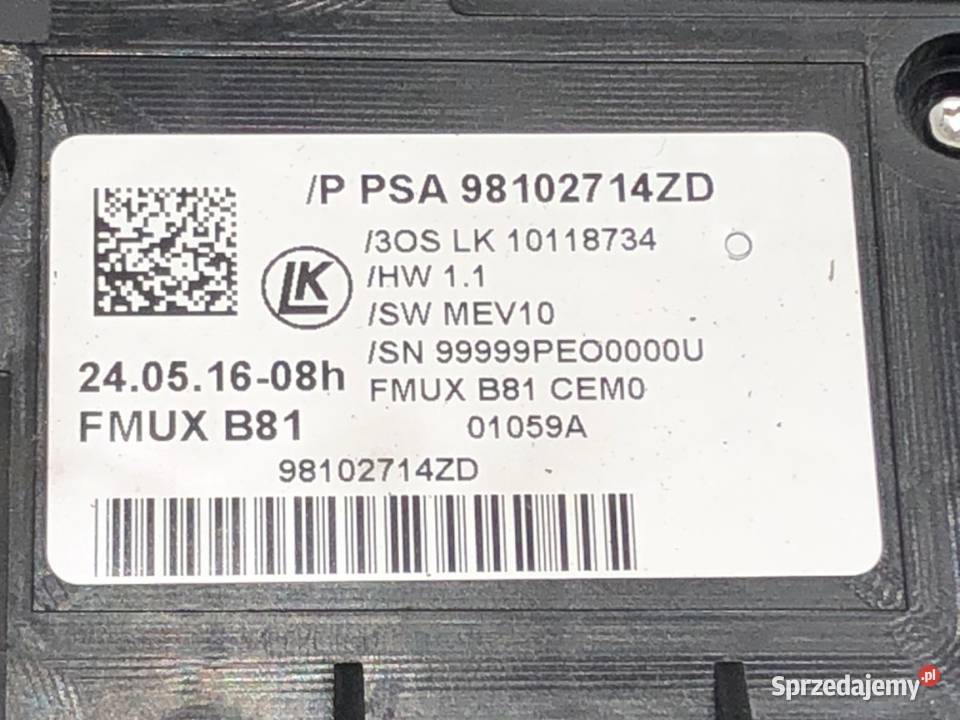 /P PSA 98102714ZD
/3OS LK 10118734
LK
/HW 1.1
/SW MEV10
/SN 99999PEO0000U
24.05.16-08h
FMUX B81 CEM0
FMUX B81
01059A
98102714ZD
Sprzedajemy.pl